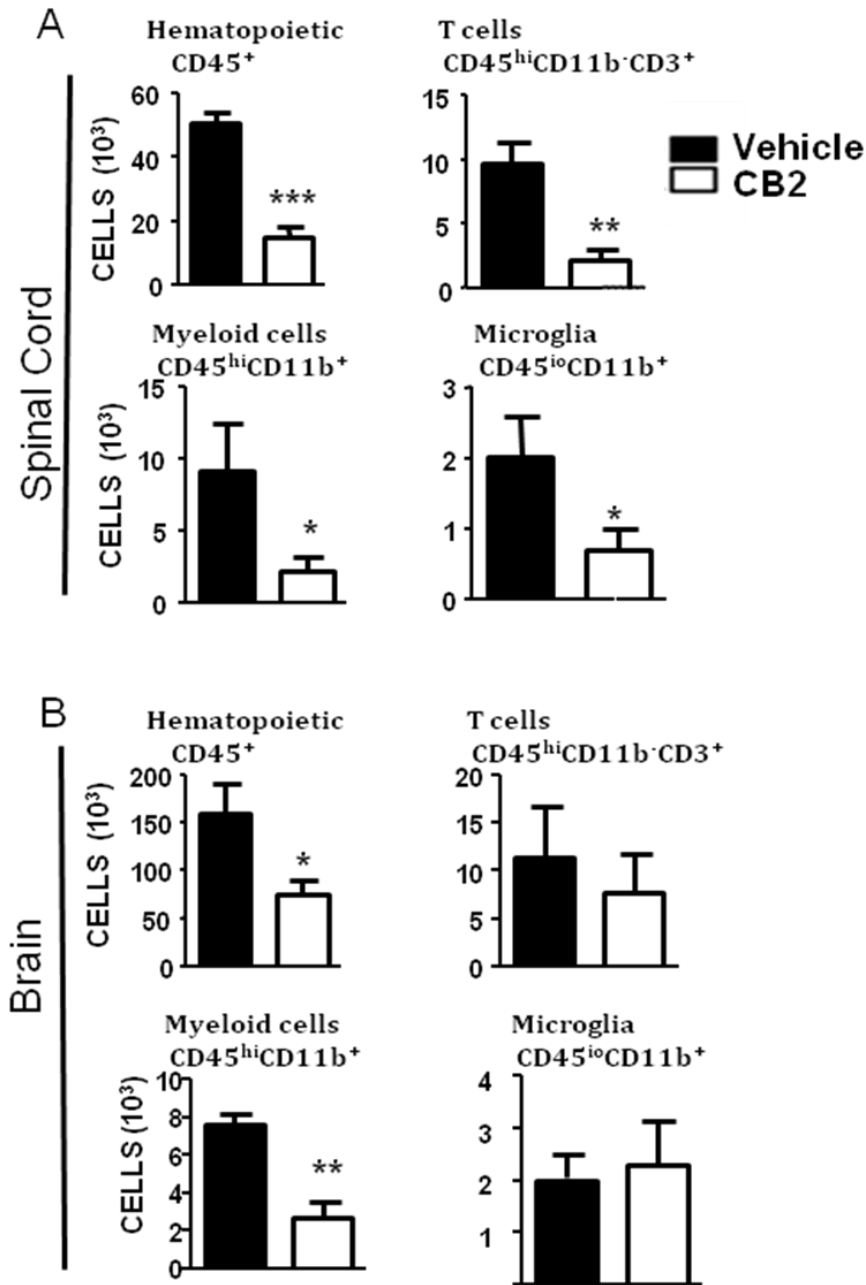 A
Hematopoietic
CD45⁺
CELLS (10³)
60
40
20
0
***
T cells
CD45ʰⁱCD11b⁻CD3⁺
15
10
5
0
**
Vehicle
CB2
Spinal Cord
Myeloid cells
CD45ʰⁱCD11b⁺
CELLS (10³)
15
10
5
0
*
Microglia
CD45ⁱᵒCD11b⁺
3
2
1
0
*
B
Hematopoietic
CD45⁺
CELLS (10³)
200
150
100
50
0
*
T cells
CD45ʰⁱCD11b⁻CD3⁺
20
15
10
5
0
Brain
Myeloid cells
CD45ʰⁱCD11b⁺
CELLS (10³)
8
6
4
2
0
**
Microglia
CD45ⁱᵒCD11b⁺
4
3
2
1